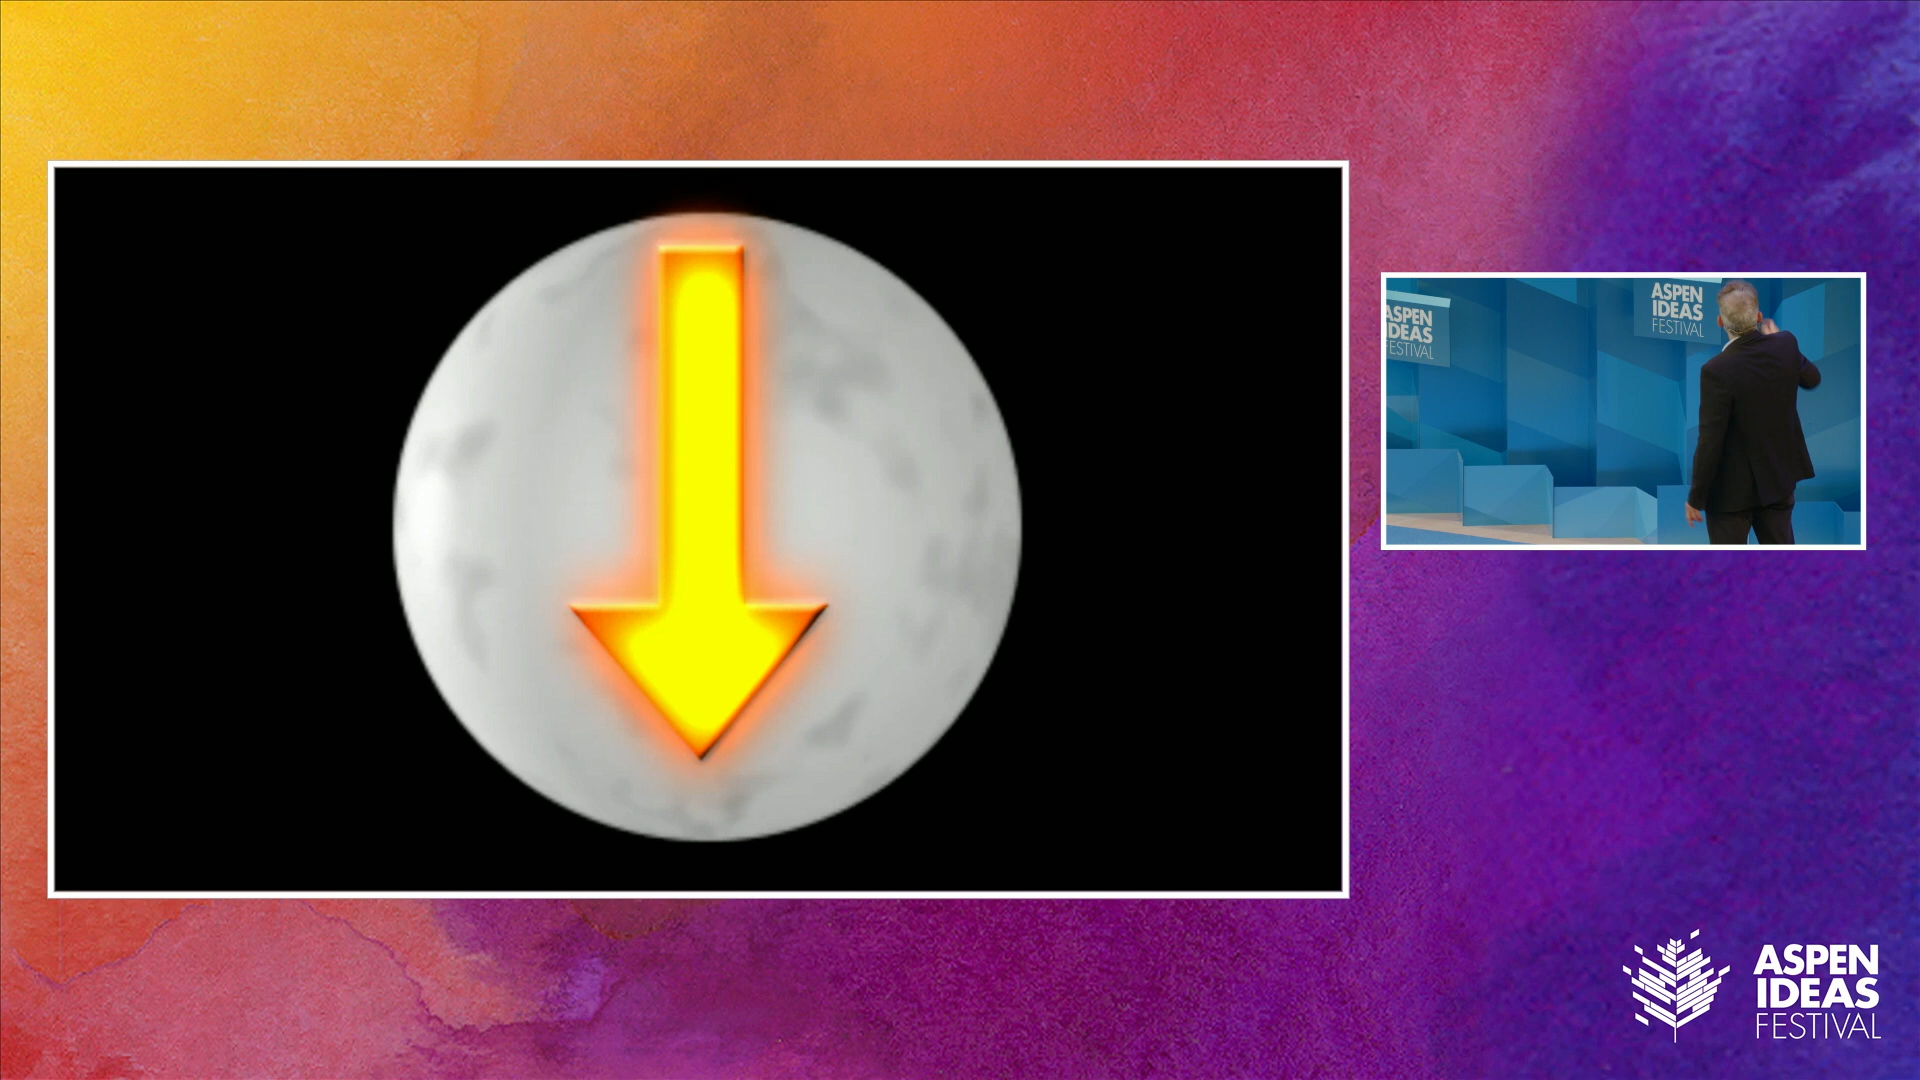 ASPEN
IDEAS
FESTIVAL
ASPEN
IDEAS
FESTIVAL
ASPEN
IDEAS
FESTIVAL